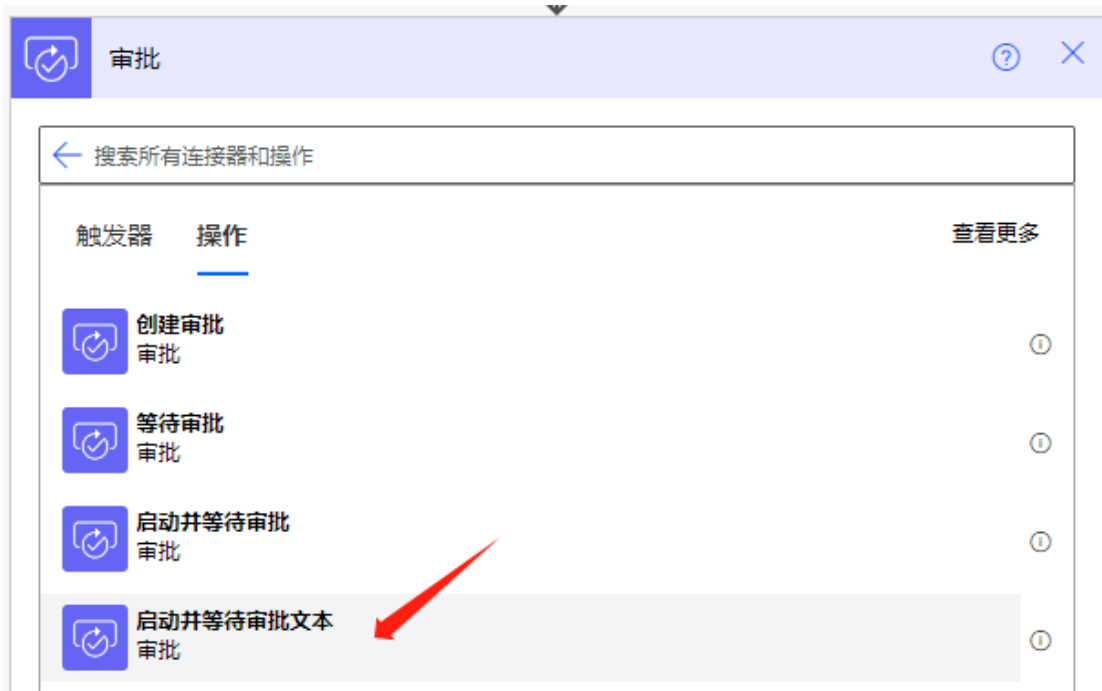 审批
搜索所有连接器和操作
触发器 操作 查看更多
创建审批
审批
等待审批
审批
启动并等待审批
审批
启动并等待审批文本
审批